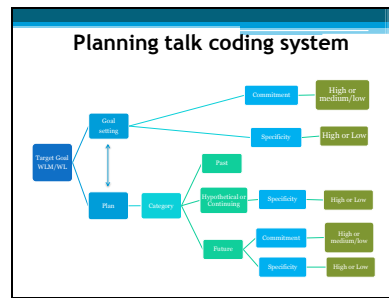 Planning talk coding system
Commitment
High or
medium/low
Goal
setting
Specificity
High or Low
Target Goal
WLM/WL
Past
Plan
Category
Hypothetical or
Continuing
Specificity
High or Low
Future
Commitment
High or
medium/low
Specificity
High or Low